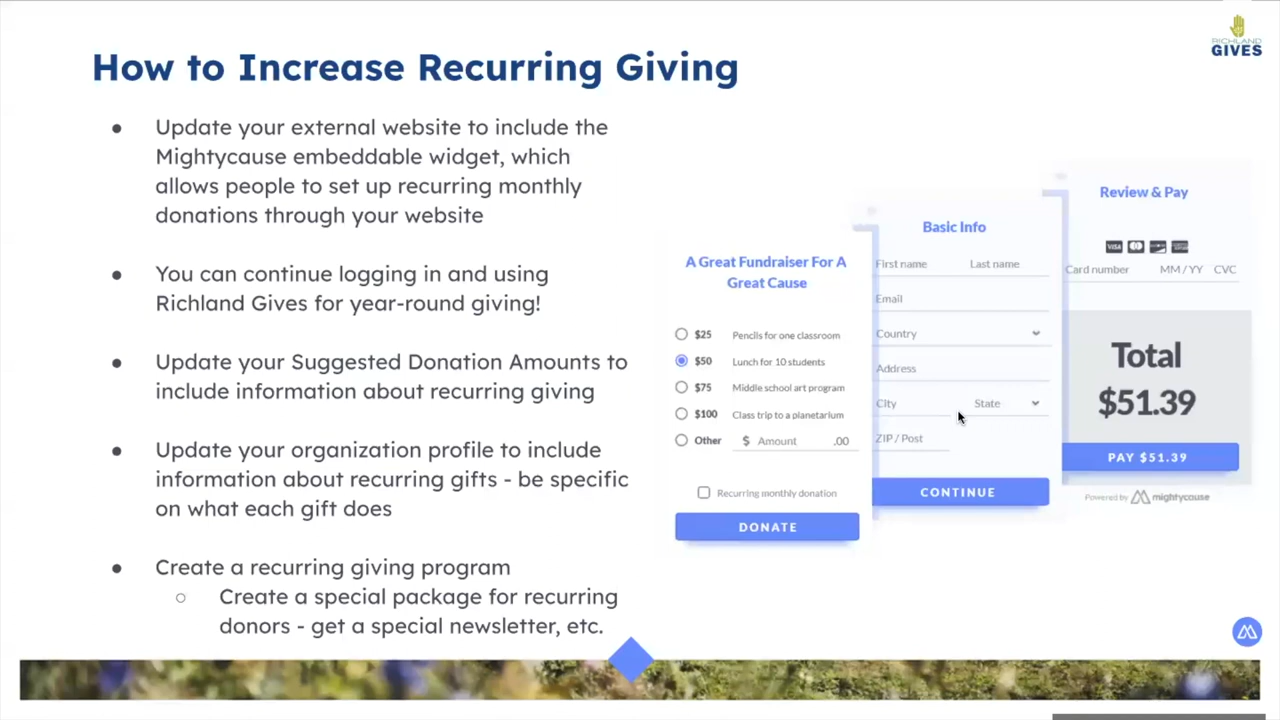 RICHLAND
GIVES
How to Increase Recurring Giving
● Update your external website to include the
Mightycause embeddable widget, which
allows people to set up recurring monthly
donations through your website
● You can continue logging in and using
Richland Gives for year-round giving!
● Update your Suggested Donation Amounts to
include information about recurring giving
● Update your organization profile to include
information about recurring gifts - be specific
on what each gift does
● Create a recurring giving program
○ Create a special package for recurring
donors - get a special newsletter, etc.
A Great Fundraiser For A
Great Cause
$25 Pencils for one classroom
$50 Lunch for 10 students
$75 Middle school art program
$100 Class trip to a planetarium
Other $ Amount .00
Recurring monthly donation
DONATE
Basic Info
First name Last name
Email
Country
Address
City State
ZIP / Post
CONTINUE
Review & Pay
VISA
Card number MM / YY CVC
Total
$51.39
PAY $51.39
Powered by mightycause